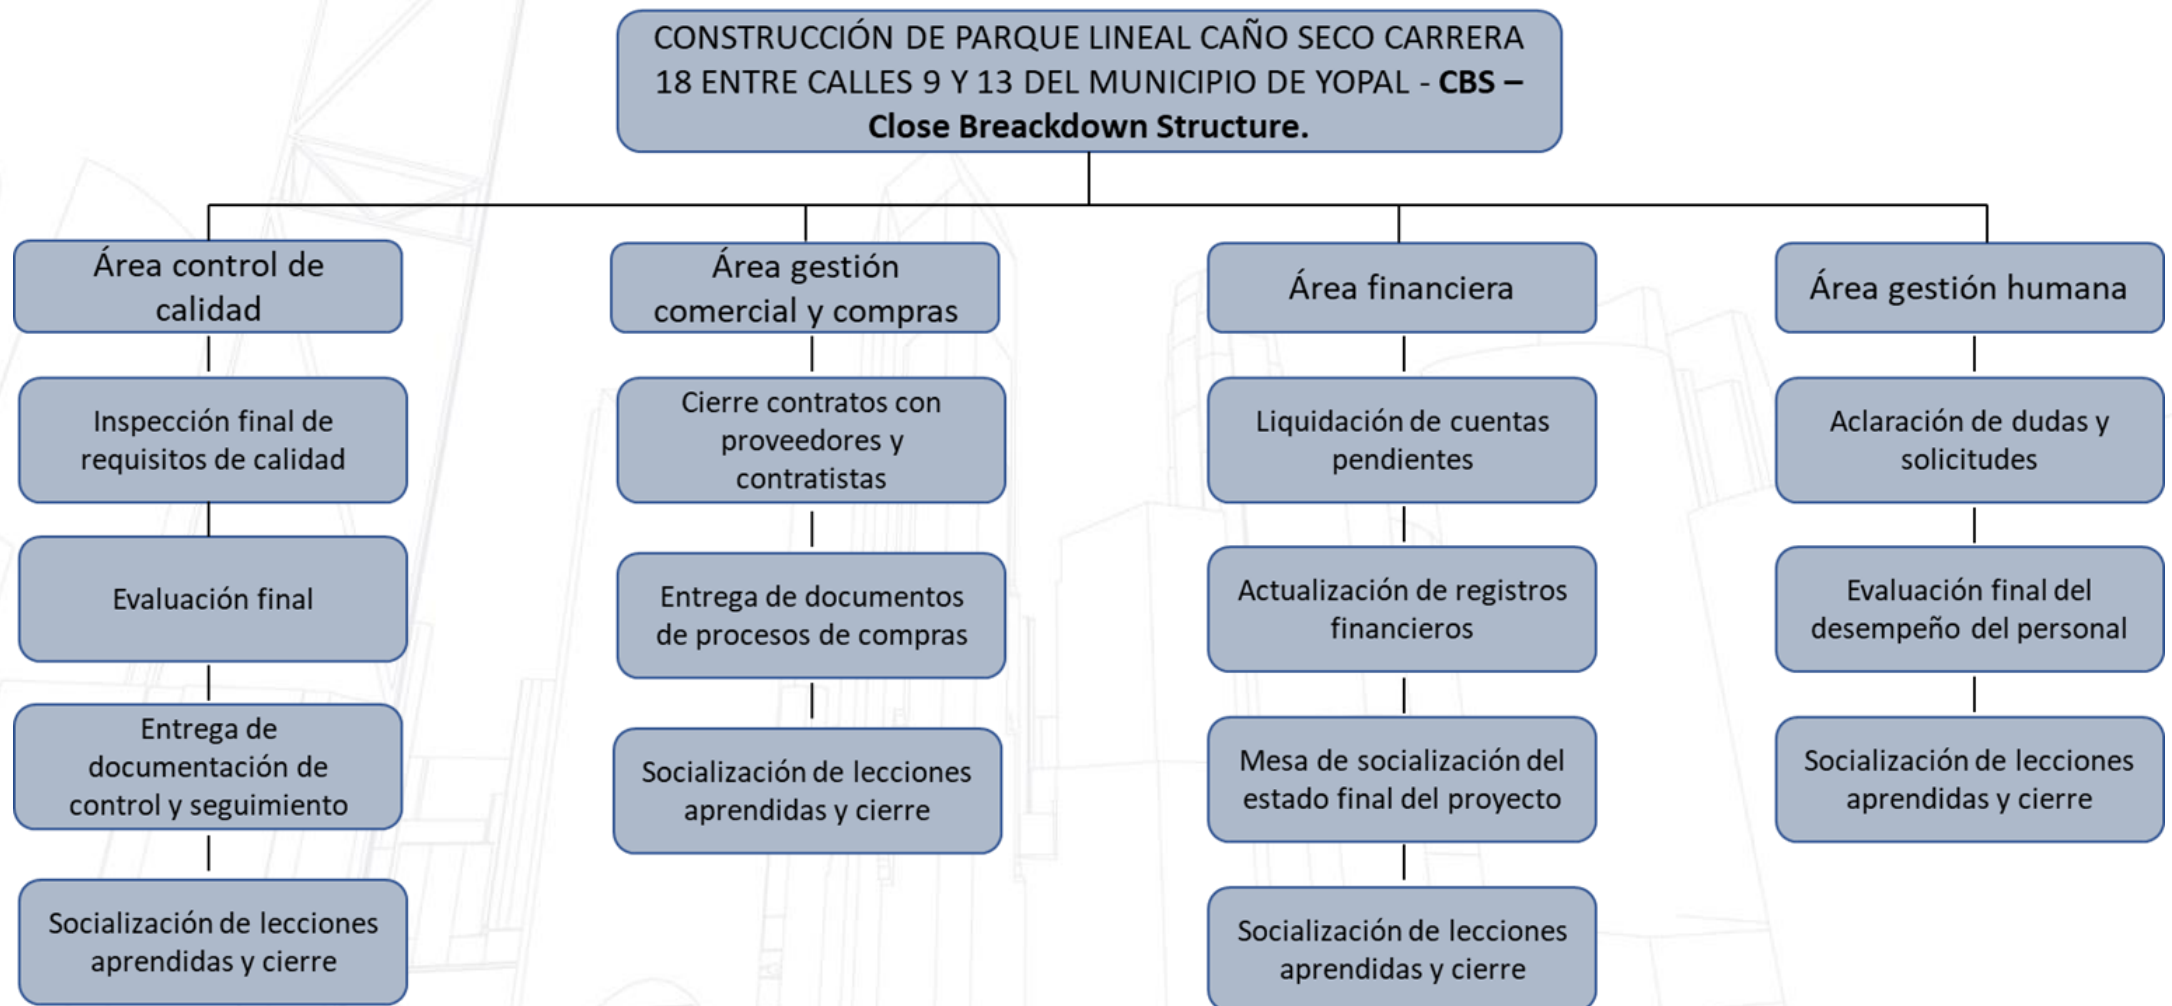 CONSTRUCCIÓN DE PARQUE LINEAL CAÑO SECO CARRERA
18 ENTRE CALLES 9 Y 13 DEL MUNICIPIO DE YOPAL - CBS –
Close Breackdown Structure.
Área control de
calidad
Inspección final de
requisitos de calidad
Evaluación final
Entrega de
documentación de
control y seguimiento
Socialización de lecciones
aprendidas y cierre
Área gestión
comercial y compras
Cierre contratos con
proveedores y
contratistas
Entrega de documentos
de procesos de compras
Socialización de lecciones
aprendidas y cierre
Área financiera
Liquidación de cuentas
pendientes
Actualización de registros
financieros
Mesa de socialización del
estado final del proyecto
Socialización de lecciones
aprendidas y cierre
Área gestión humana
Aclaración de dudas y
solicitudes
Evaluación final del
desempeño del personal
Socialización de lecciones
aprendidas y cierre